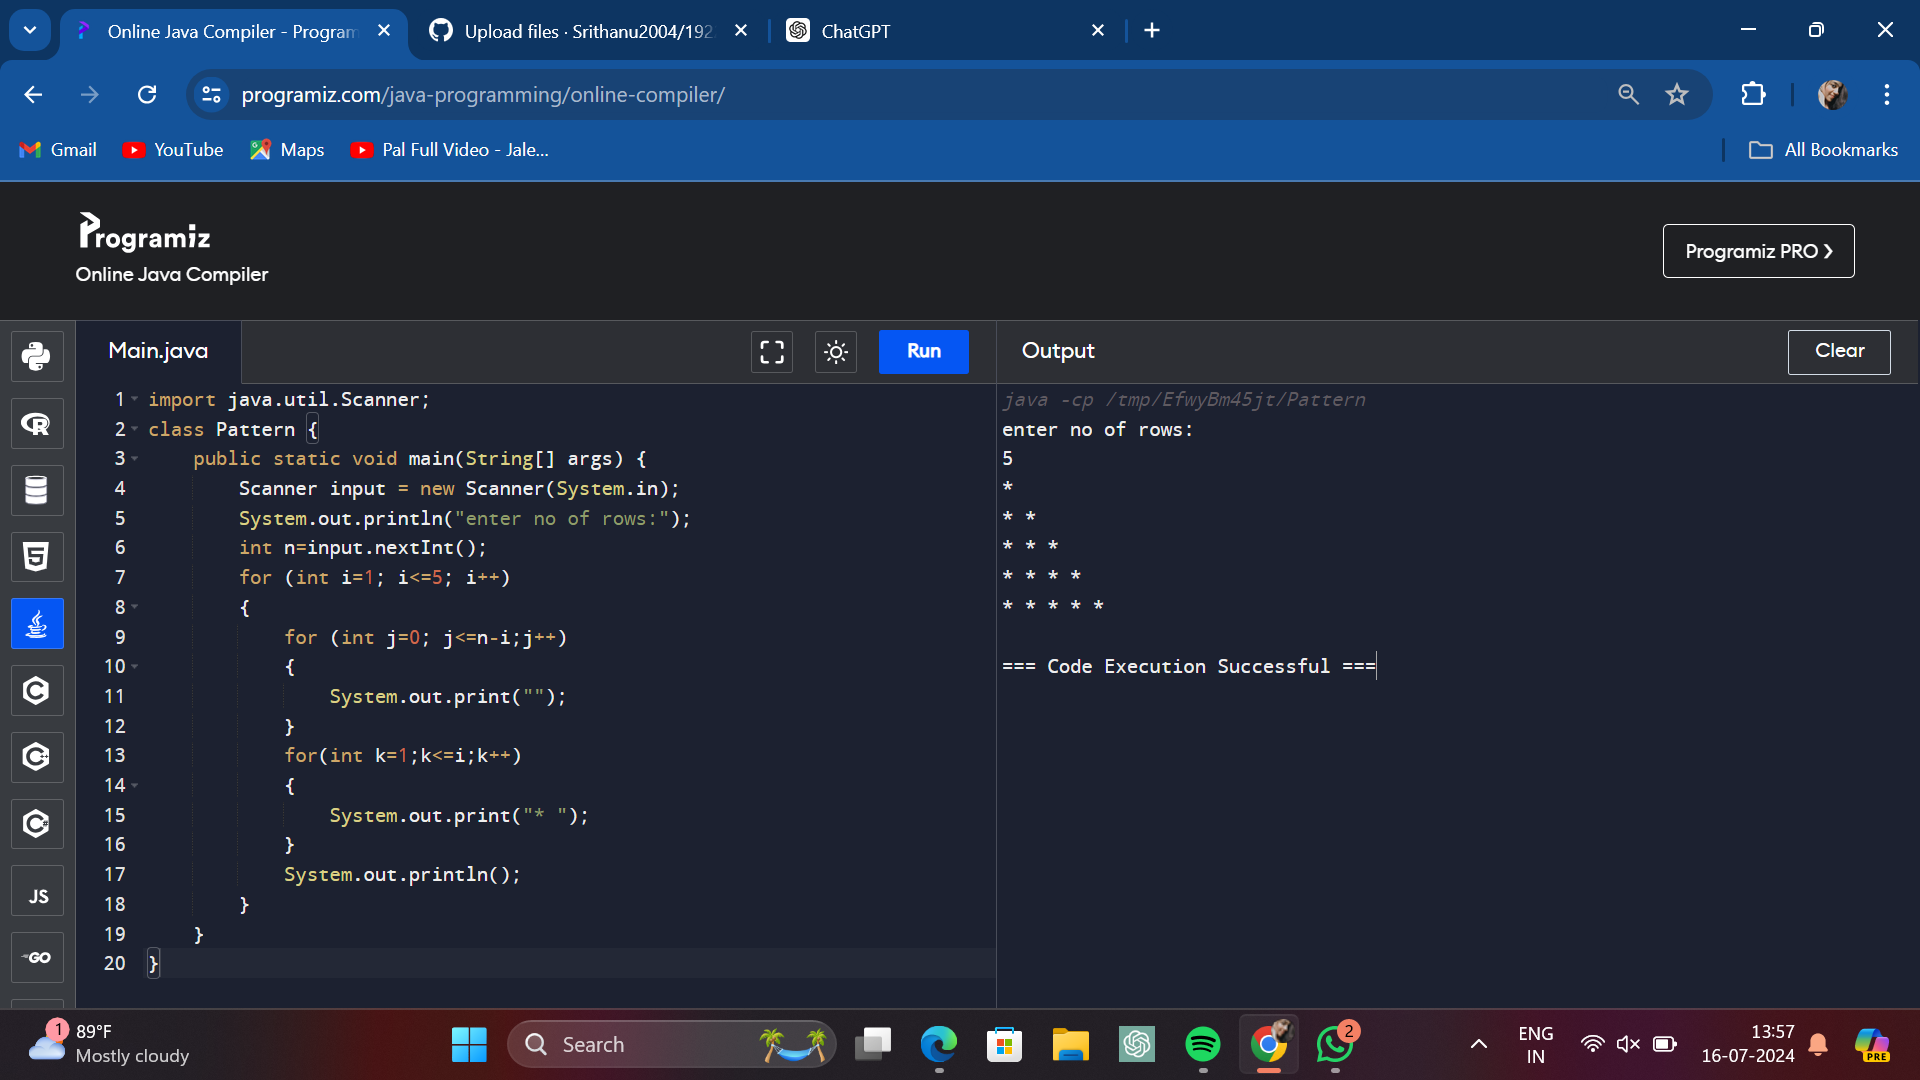 Online Java Compiler - Program
Upload files · Srithanu2004/192
ChatGPT
programiz.com/java-programming/online-compiler/
Gmail
YouTube
Maps
Pal Full Video - Jale...
All Bookmarks
Programiz
Online Java Compiler
Programiz PRO ❯
Main.java
Run
Output
Clear
1 import java.util.Scanner;
2 class Pattern {
3     public static void main(String[] args) {
4         Scanner input = new Scanner(System.in);
5         System.out.println("enter no of rows:");
6         int n=input.nextInt();
7         for (int i=1; i<=5; i++)
8         {
9             for (int j=0; j<=n-i;j++)
10             {
11                 System.out.print("");
12             }
13             for(int k=1;k<=i;k++)
14             {
15                 System.out.print("* ");
16             }
17             System.out.println();
18         }
19     }
20 }
java -cp /tmp/EfwyBm45jt/Pattern
enter no of rows:
5
*
* *
* * *
* * * *
* * * * *
=== Code Execution Successful ===
JS
GO
1
89°F
Mostly cloudy
Search
2
ENG
IN
13:57
16-07-2024
PRE